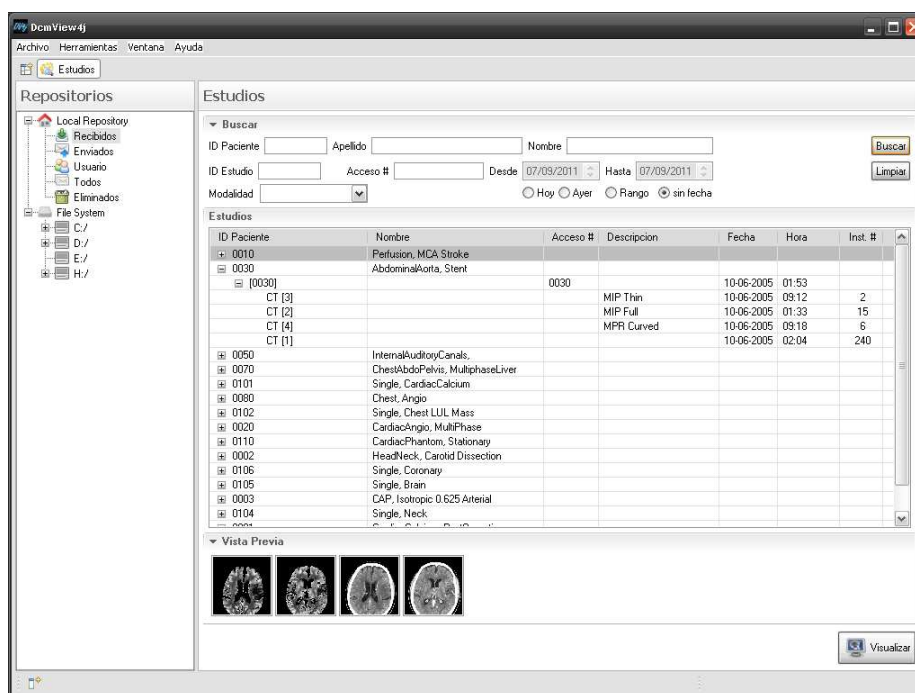 DcmView4j
Archivo Herramientas Ventana Ayuda
Estudios
Repositorios
Local Repository
Recibidos
Enviados
Usuario
Todos
Eliminados
File System
C:/
D:/
E:/
H:/
Estudios
Buscar
ID Paciente Apellido Nombre Buscar
ID Estudio Acceso # Desde 07/09/2011 Hasta 07/09/2011 Limpiar
Modalidad Hoy Ayer Rango sin fecha
Estudios
ID Paciente Nombre Acceso # Descripcion Fecha Hora Inst. #
0010 Perfusion, MCA Stroke
0030 AbdominalAorta, Stent
[0030] 0030 10-06-2005 01:53
CT [3] MIP Thin 10-06-2005 09:12 2
CT [2] MIP Full 10-06-2005 01:33 15
CT [4] MPR Curved 10-06-2005 09:18 6
CT [1] 10-06-2005 02:04 240
0050 InternalAuditoryCanals,
0070 ChestAbdoPelvis, MultiphaseLiver
0101 Single, CardiacCalcium
0080 Chest, Angio
0102 Single, Chest LUL Mass
0020 CardiacAngio, MultiPhase
0110 CardiacPhantom, Stationary
0002 HeadNeck, Carotid Dissection
0106 Single, Coronary
0105 Single, Brain
0003 CAP, Isotropic 0.625 Arterial
0104 Single, Neck
Vista Previa
Visualizar